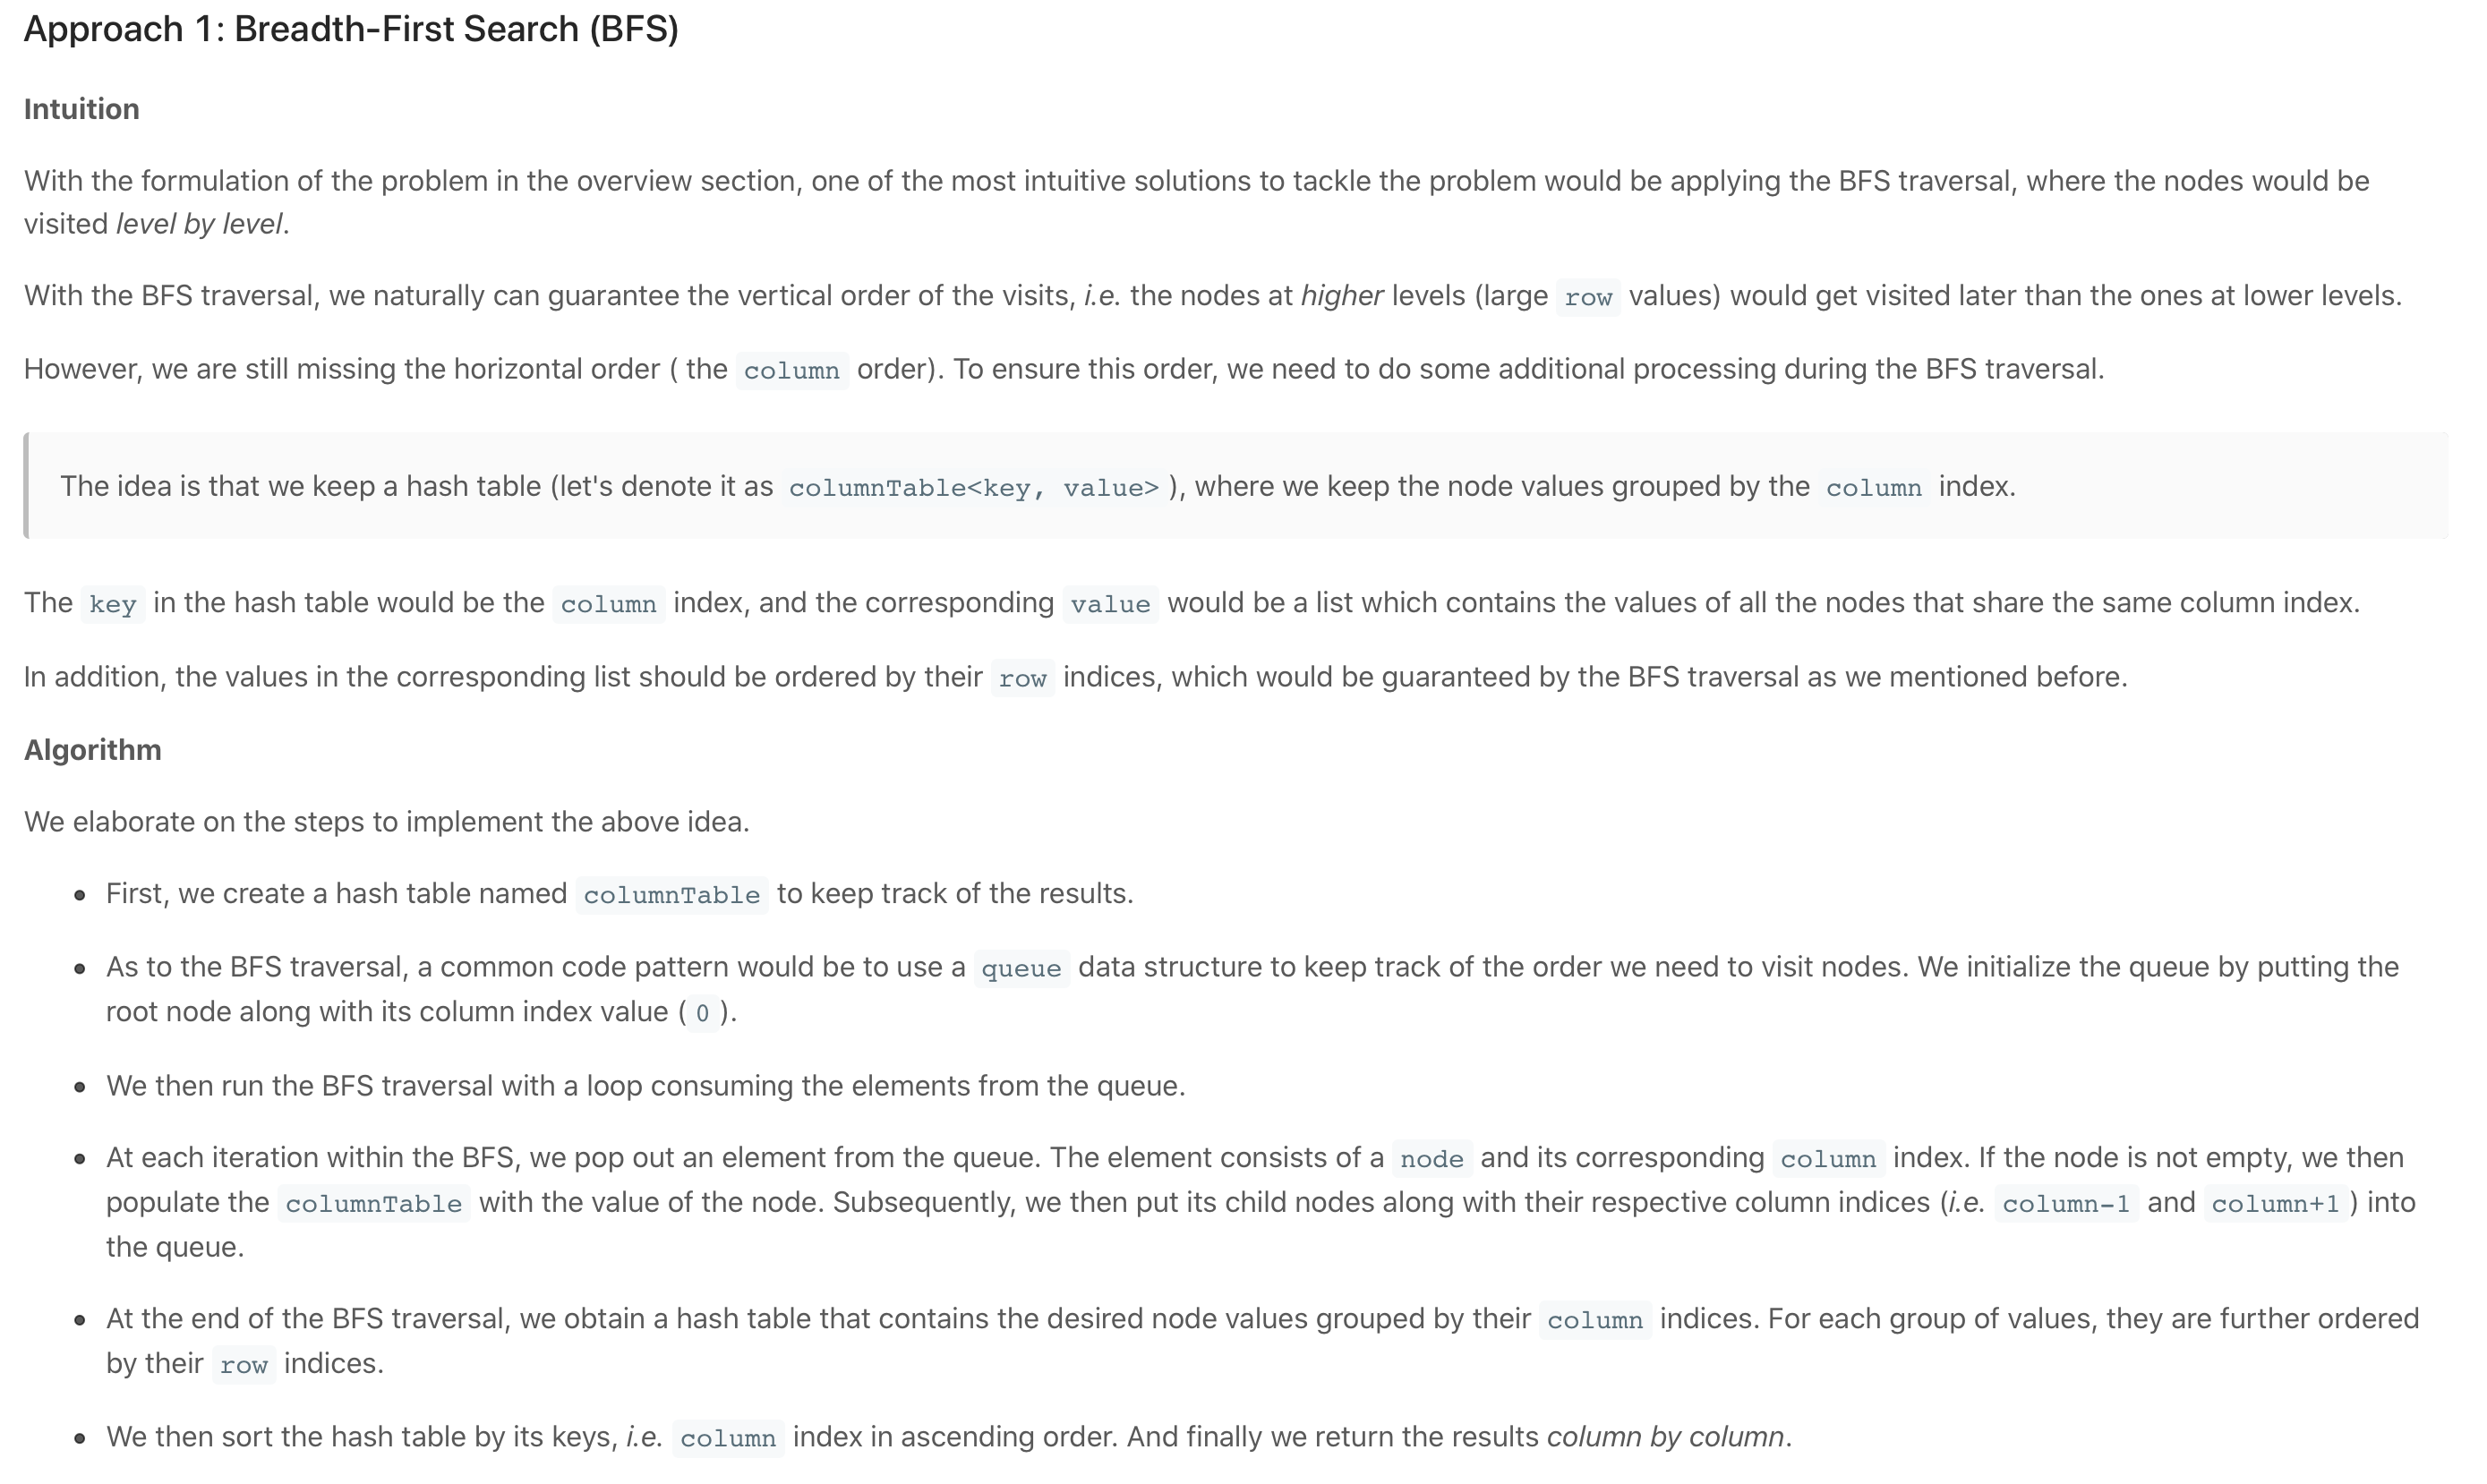 Approach 1: Breadth-First Search (BFS)
Intuition
With the formulation of the problem in the overview section, one of the most intuitive solutions to tackle the problem would be applying the BFS traversal, where the nodes would be
visited level by level.
With the BFS traversal, we naturally can guarantee the vertical order of the visits, i.e. the nodes at higher levels (large row values) would get visited later than the ones at lower levels.
However, we are still missing the horizontal order ( the column order). To ensure this order, we need to do some additional processing during the BFS traversal.
The idea is that we keep a hash table (let's denote it as columnTable<key, value> ), where we keep the node values grouped by the column index.
The key in the hash table would be the column index, and the corresponding value would be a list which contains the values of all the nodes that share the same column index.
In addition, the values in the corresponding list should be ordered by their row indices, which would be guaranteed by the BFS traversal as we mentioned before.
Algorithm
We elaborate on the steps to implement the above idea.
• First, we create a hash table named columnTable to keep track of the results.
• As to the BFS traversal, a common code pattern would be to use a queue data structure to keep track of the order we need to visit nodes. We initialize the queue by putting the
root node along with its column index value ( 0 ).
• We then run the BFS traversal with a loop consuming the elements from the queue.
• At each iteration within the BFS, we pop out an element from the queue. The element consists of a node and its corresponding column index. If the node is not empty, we then
populate the columnTable with the value of the node. Subsequently, we then put its child nodes along with their respective column indices (i.e. column-1 and column+1 ) into
the queue.
• At the end of the BFS traversal, we obtain a hash table that contains the desired node values grouped by their column indices. For each group of values, they are further ordered
by their row indices.
• We then sort the hash table by its keys, i.e. column index in ascending order. And finally we return the results column by column.